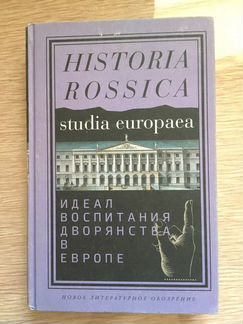 HISTORIA
ROSSICA
studia europaea
ИДЕАЛ
ВОСПИТАНИЯ
ДВОРЯНСТВА
В
ЕВРОПЕ
НОВОЕ ЛИТЕРАТУРНОЕ ОБОЗРЕНИЕ